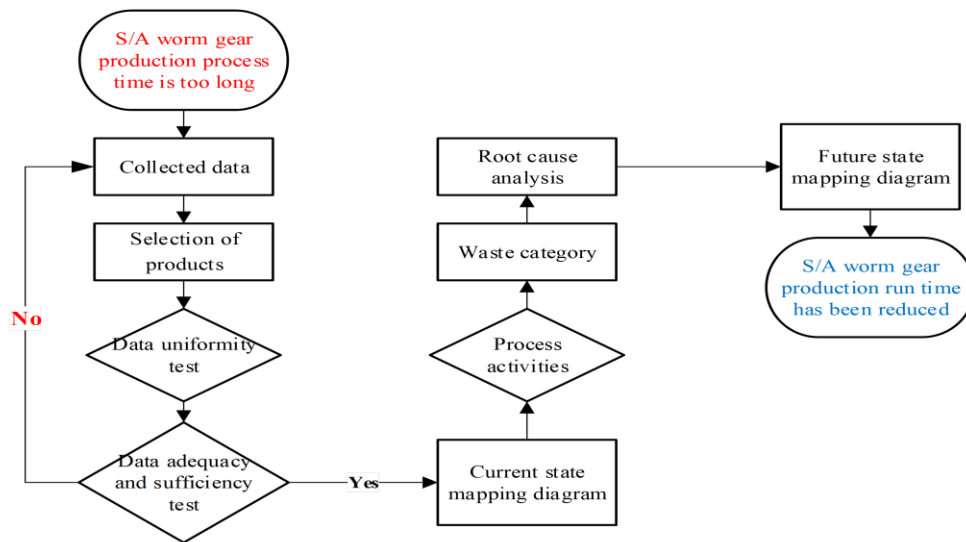 S/A worm gear
production process
time is too long
Collected data
Selection of
products
No
Data uniformity
test
Data adequacy
and sufficiency
test
Yes
Current state
mapping diagram
Process
activities
Waste category
Root cause
analysis
Future state
mapping diagram
S/A worm gear
production run time
has been reduced